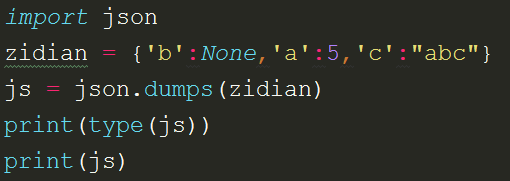 import json
zidian = {'b':None,'a':5,'c':"abc"}
js = json.dumps(zidian)
print(type(js))
print(js)